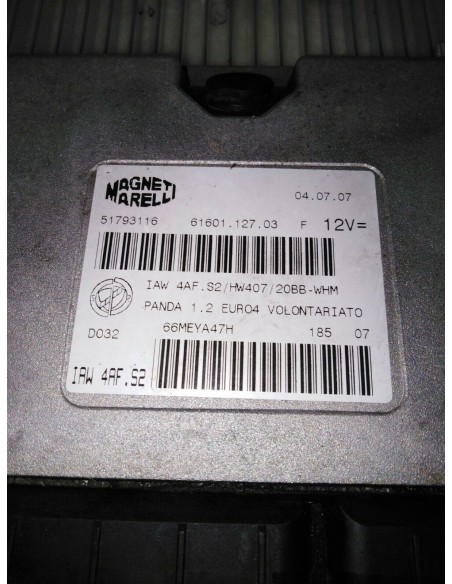 MAGNETI
MARELLI
04.07.07
51793116 61601.127.03 F 12V=
IAW 4AF.S2/HW407/20BB-WHM
PANDA 1.2 EURO4 VOLONTARIATO
D032 66MEYA47H 185 07
IAW 4AF.S2